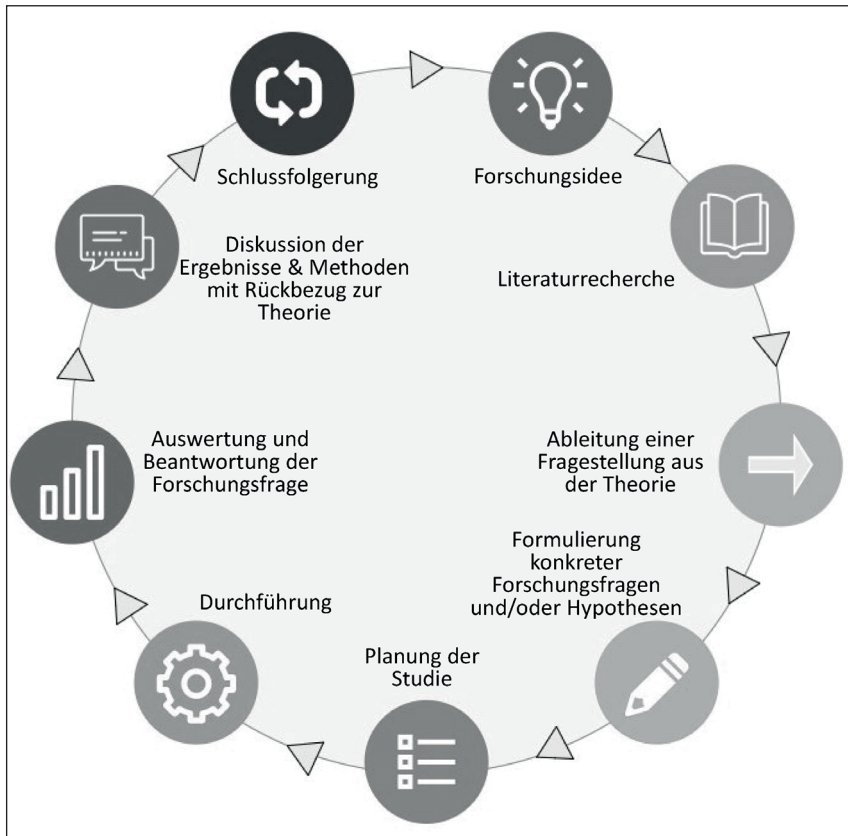 Forschungsidee
Literaturrecherche
Ableitung einer
Fragestellung aus
der Theorie
Formulierung
konkreter
Forschungsfragen
und/oder Hypothesen
Planung der
Studie
Durchführung
Auswertung und
Beantwortung der
Forschungsfrage
Diskussion der
Ergebnisse & Methoden
mit Rückbezug zur
Theorie
Schlussfolgerung